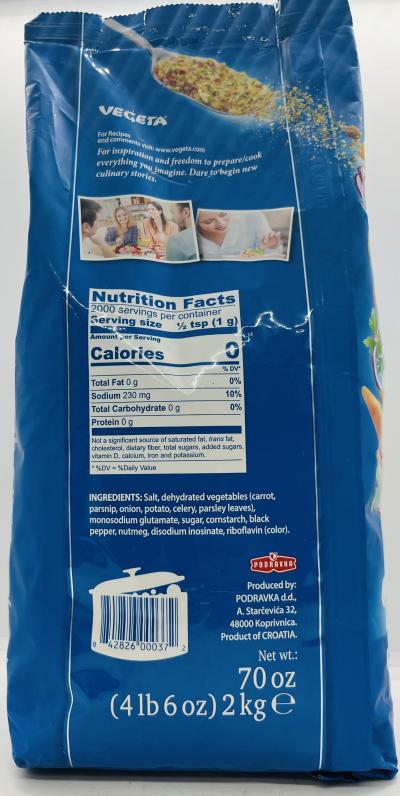 VEGETA
For Recipes
and comments visit: www.vegeta.com
For inspiration and freedom to prepare/cook
everything you imagine. Dare to begin new
culinary stories.
Nutrition Facts
2000 servings per container
Serving size ½ tsp (1 g)
Amount per Serving
Calories 0
% DV*
Total Fat 0 g 0%
Sodium 230 mg 10%
Total Carbohydrate 0 g 0%
Protein 0 g
Not a significant source of saturated fat, trans fat,
cholesterol, dietary fiber, total sugars, added sugars,
vitamin D, calcium, iron and potassium.
* %DV = %Daily Value
INGREDIENTS: Salt, dehydrated vegetables (carrot,
parsnip, onion, potato, celery, parsley leaves),
monosodium glutamate, sugar, cornstarch, black
pepper, nutmeg, disodium inosinate, riboflavin (color).
PODRAVKA
Produced by:
PODRAVKA d.d.,
A. Starčevića 32,
48000 Koprivnica.
Product of CROATIA.
8 42826 00037 2
Net wt.:
70 oz
(4 lb 6 oz) 2 kg ℮